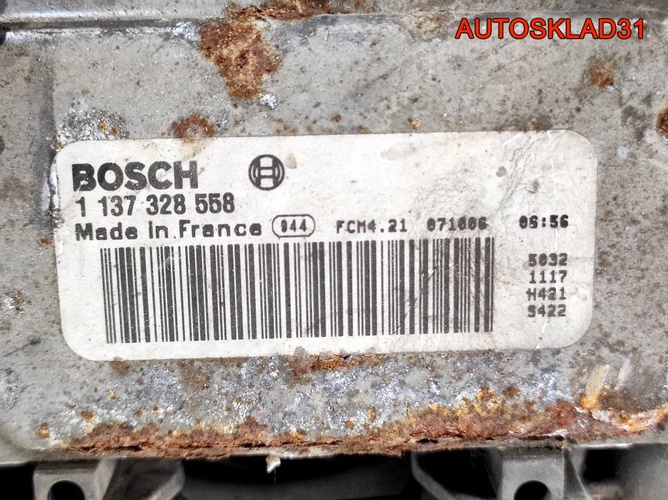 AUTOSKLAD31
BOSCH
1 137 328 558
Made in France 944 FCM4.21 071006 06:56
5032
1117
H421
S422